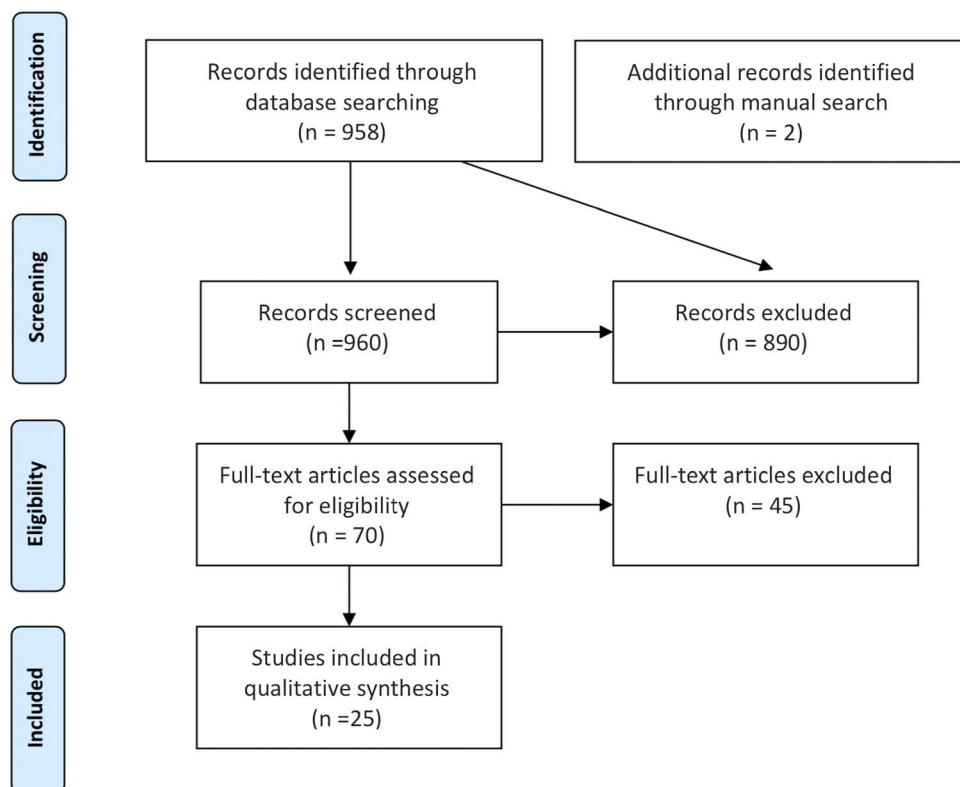 Identification
Records identified through
database searching
(n = 958)
Additional records identified
through manual search
(n = 2)
Screening
Records screened
(n =960)
Records excluded
(n = 890)
Eligibility
Full-text articles assessed
for eligibility
(n = 70)
Full-text articles excluded
(n = 45)
Included
Studies included in
qualitative synthesis
(n =25)